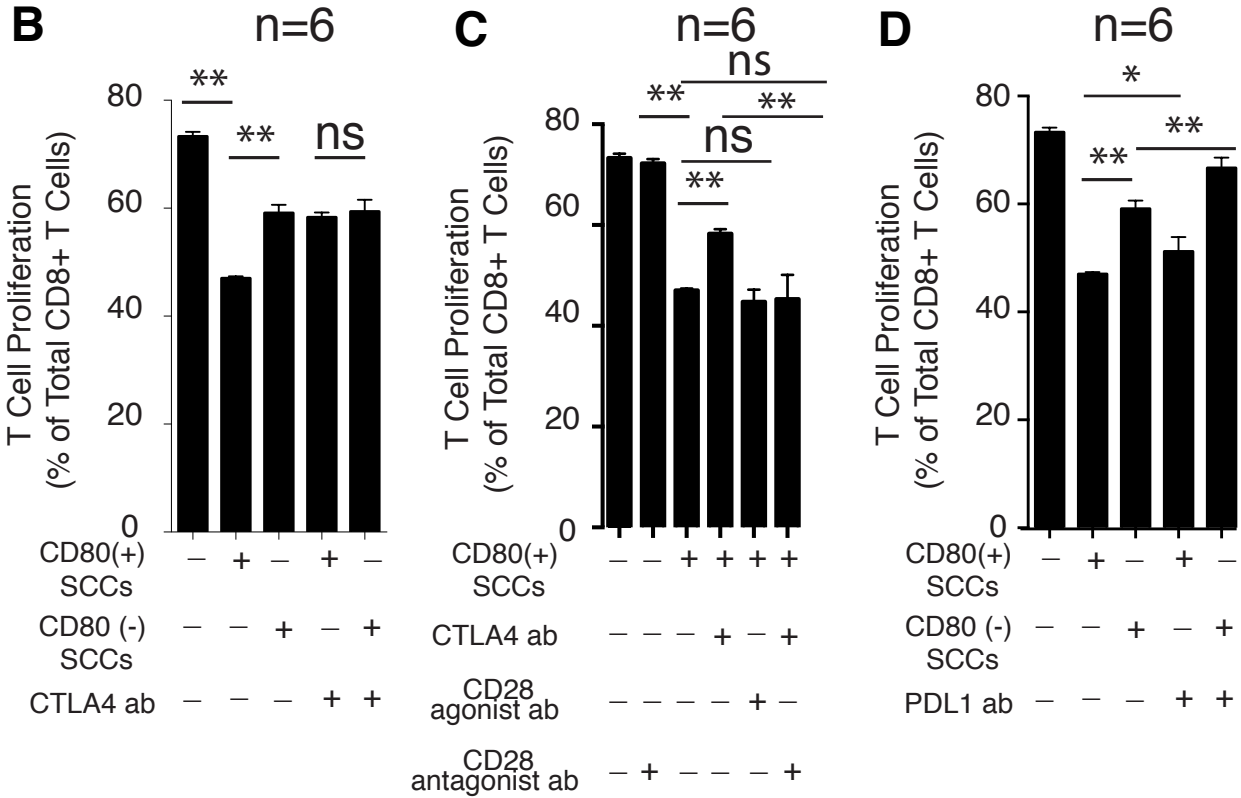 B
n=6
**
**
ns
80
60
40
20
0
T Cell Proliferation
(% of Total CD8+ T Cells)
CD80(+)
SCCs
− + − + −
CD80 (-)
SCCs
− − + − +
CTLA4 ab
− − − + +
C
n=6
ns
**
**
ns
**
80
60
40
20
0
T Cell Proliferation
(% of Total CD8+ T Cells)
CD80(+)
SCCs
− − + + + +
CTLA4 ab
− − − + − +
CD28
agonist ab
− − − − + −
CD28
antagonist ab
− + − − − +
D
n=6
*
**
**
80
60
40
20
0
T Cell Proliferation
(% of Total CD8+ T Cells)
CD80(+)
SCCs
− + − + −
CD80 (-)
SCCs
− − + − +
PDL1 ab
− − − + +